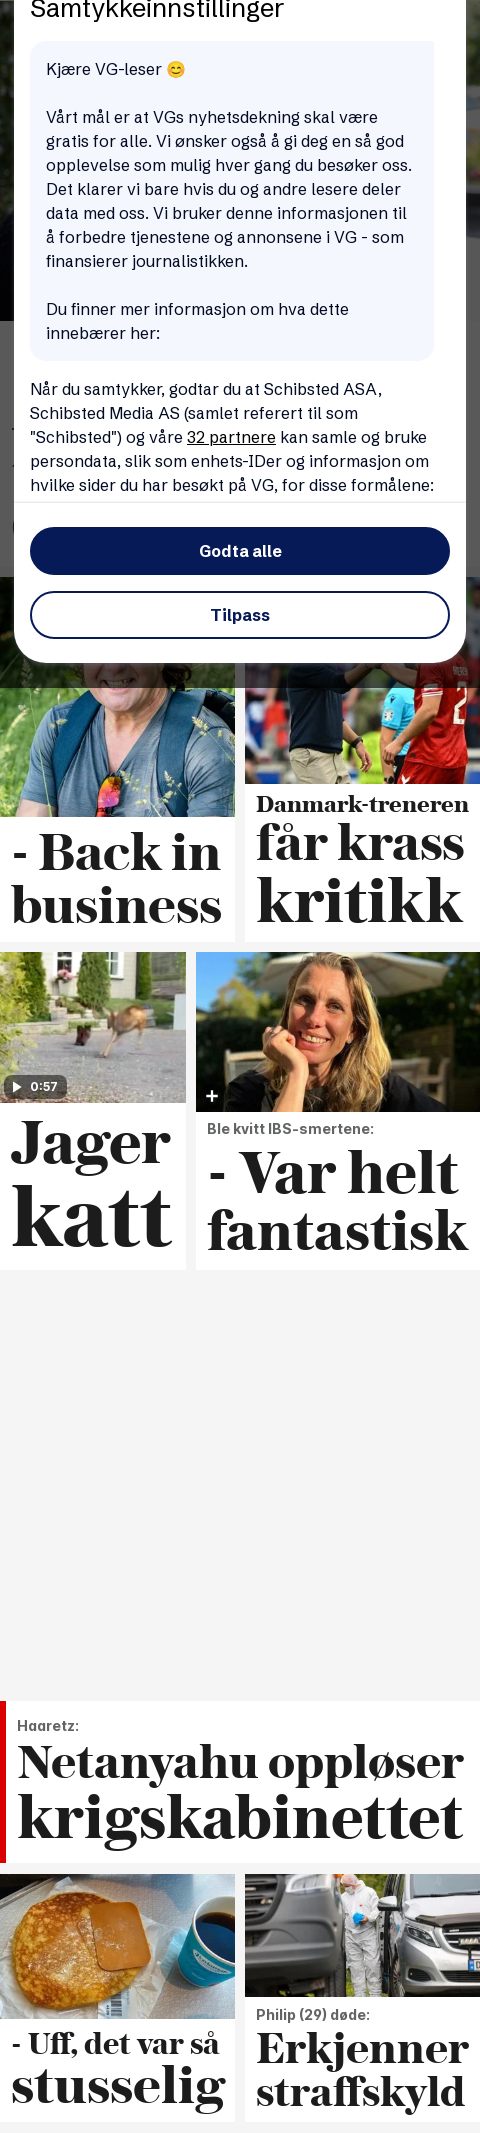 Samtykkeinnstillinger
Kjære VG-leser 😊
Vårt mål er at VGs nyhetsdekning skal være
gratis for alle. Vi ønsker også å gi deg en så god
opplevelse som mulig hver gang du besøker oss.
Det klarer vi bare hvis du og andre lesere deler
data med oss. Vi bruker denne informasjonen til
å forbedre tjenestene og annonsene i VG - som
finansierer journalistikken.
Du finner mer informasjon om hva dette
innebærer her:
Når du samtykker, godtar du at Schibsted ASA,
Schibsted Media AS (samlet referert til som
"Schibsted") og våre 32 partnere kan samle og bruke
persondata, slik som enhets-IDer og informasjon om
hvilke sider du har besøkt på VG, for disse formålene:
Godta alle
Tilpass
- Back in
business
Danmark-treneren
får krass
kritikk
0:57
Jager
katt
Ble kvitt IBS-smertene:
- Var helt
fantastisk
Haaretz:
Netanyahu oppløser
krigskabinettet
- Uff, det var så
stusselig
Philip (29) døde:
Erkjenner
straffskyld